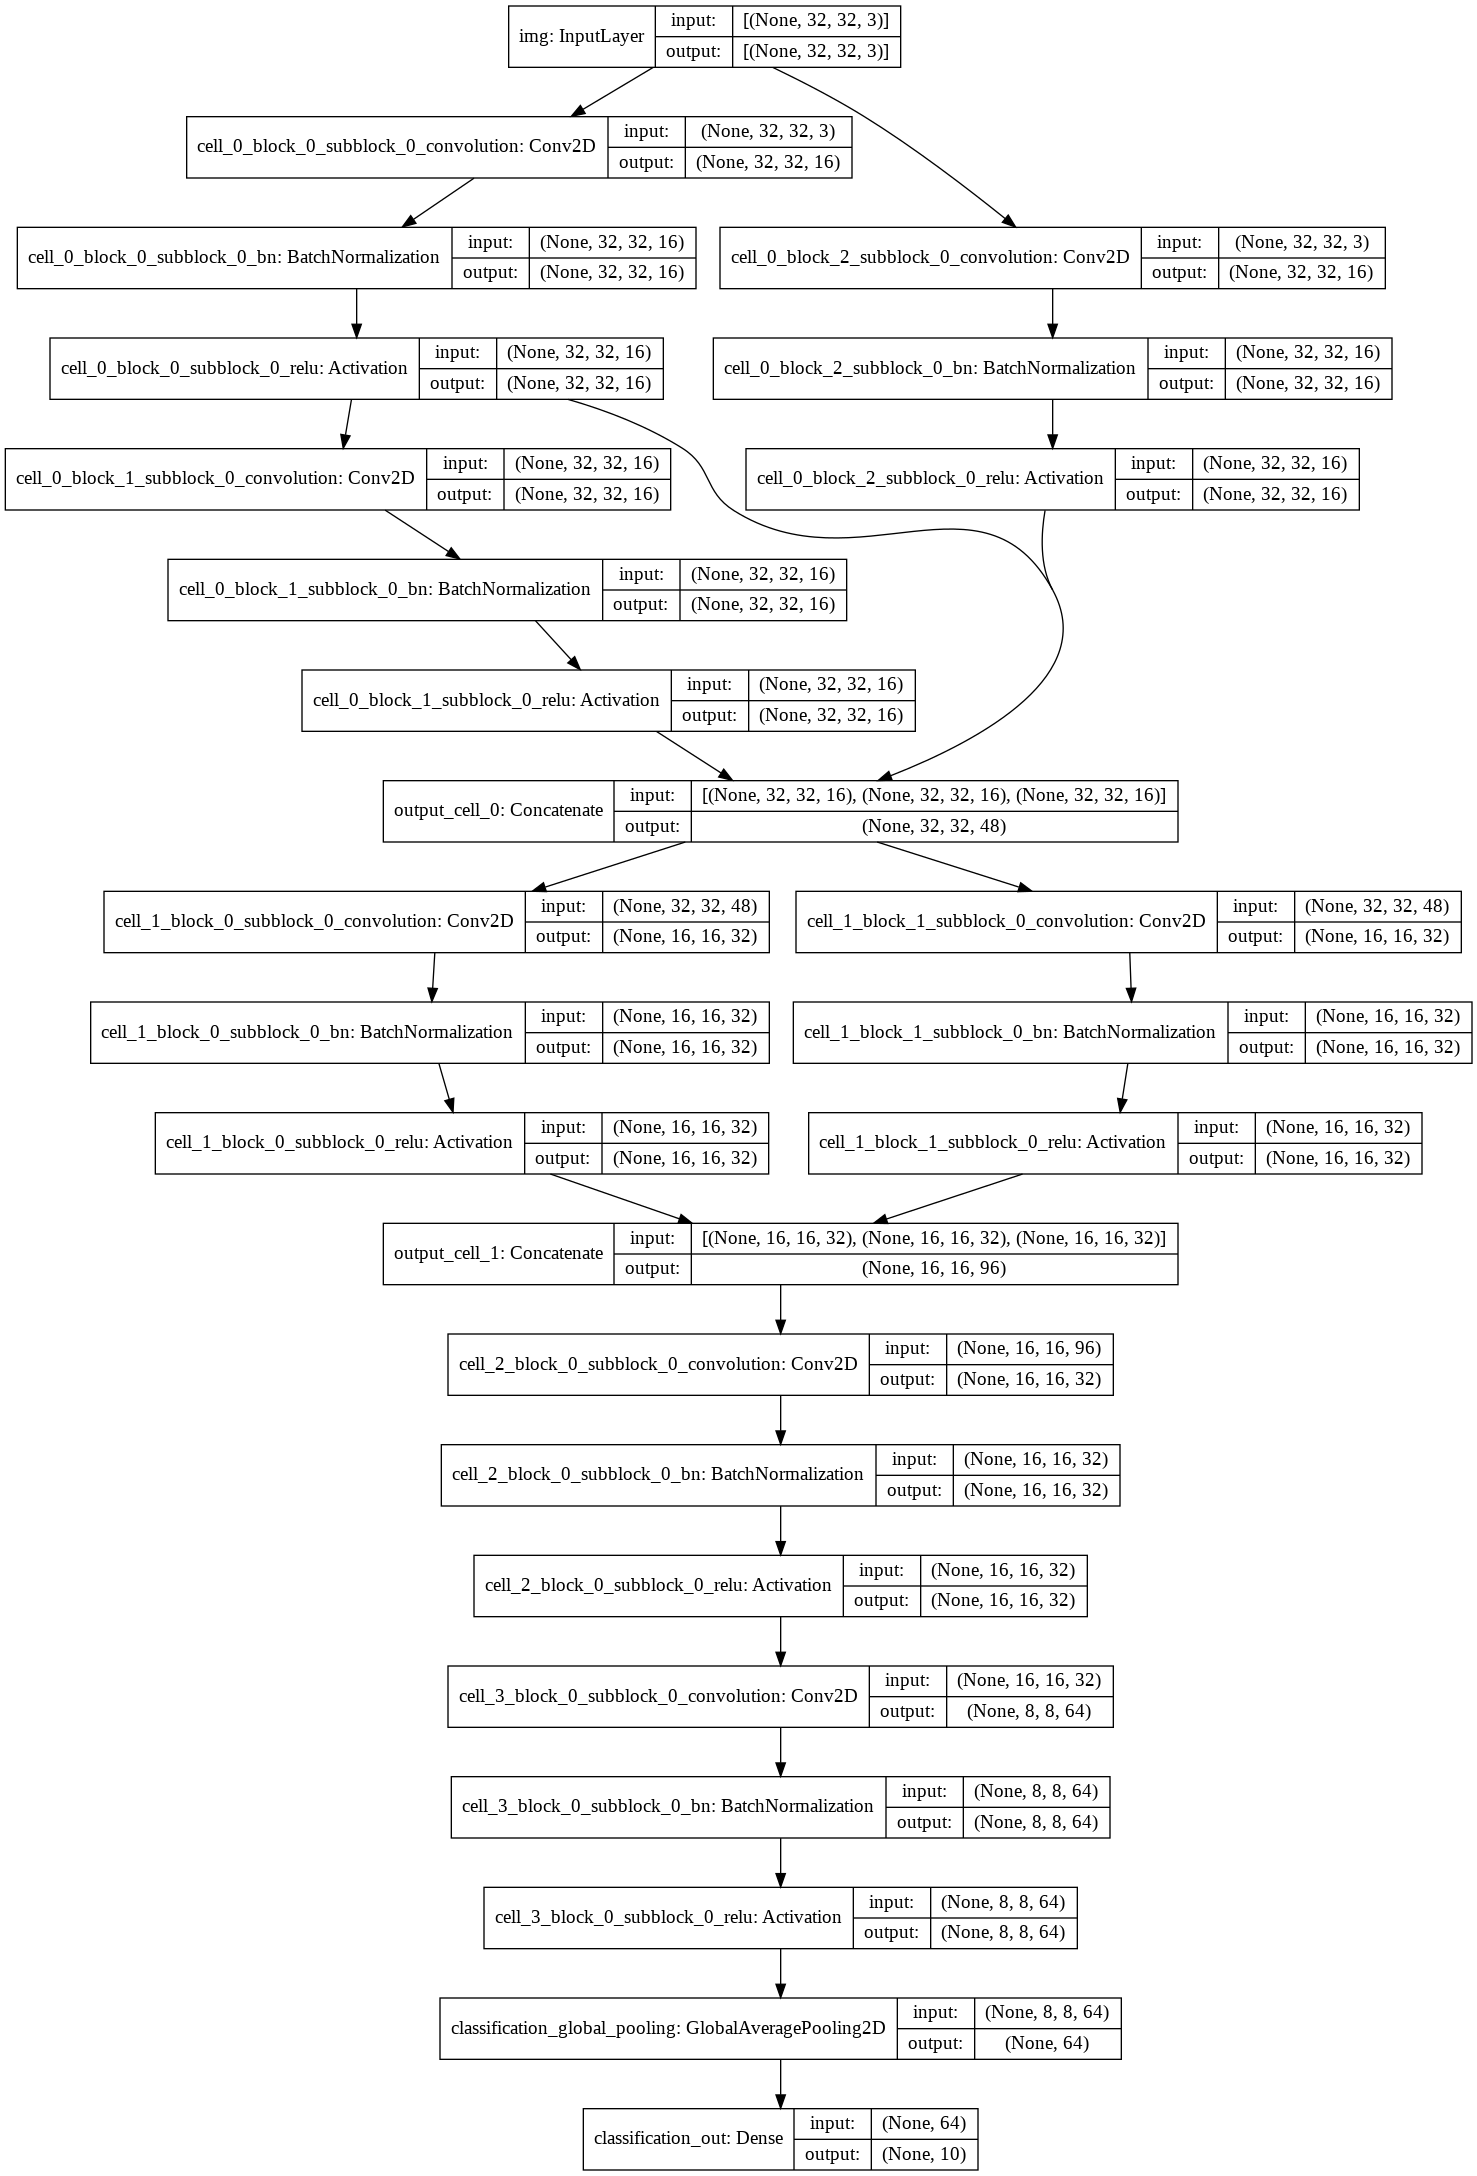 img: InputLayer
input: [(None, 32, 32, 3)]
output: [(None, 32, 32, 3)]
cell_0_block_0_subblock_0_convolution: Conv2D
input: (None, 32, 32, 3)
output: (None, 32, 32, 16)
cell_0_block_0_subblock_0_bn: BatchNormalization
input: (None, 32, 32, 16)
output: (None, 32, 32, 16)
cell_0_block_2_subblock_0_convolution: Conv2D
input: (None, 32, 32, 3)
output: (None, 32, 32, 16)
cell_0_block_0_subblock_0_relu: Activation
input: (None, 32, 32, 16)
output: (None, 32, 32, 16)
cell_0_block_2_subblock_0_bn: BatchNormalization
input: (None, 32, 32, 16)
output: (None, 32, 32, 16)
cell_0_block_1_subblock_0_convolution: Conv2D
input: (None, 32, 32, 16)
output: (None, 32, 32, 16)
cell_0_block_2_subblock_0_relu: Activation
input: (None, 32, 32, 16)
output: (None, 32, 32, 16)
cell_0_block_1_subblock_0_bn: BatchNormalization
input: (None, 32, 32, 16)
output: (None, 32, 32, 16)
cell_0_block_1_subblock_0_relu: Activation
input: (None, 32, 32, 16)
output: (None, 32, 32, 16)
output_cell_0: Concatenate
input: [(None, 32, 32, 16), (None, 32, 32, 16), (None, 32, 32, 16)]
output: (None, 32, 32, 48)
cell_1_block_0_subblock_0_convolution: Conv2D
input: (None, 32, 32, 48)
output: (None, 16, 16, 32)
cell_1_block_1_subblock_0_convolution: Conv2D
input: (None, 32, 32, 48)
output: (None, 16, 16, 32)
cell_1_block_0_subblock_0_bn: BatchNormalization
input: (None, 16, 16, 32)
output: (None, 16, 16, 32)
cell_1_block_1_subblock_0_bn: BatchNormalization
input: (None, 16, 16, 32)
output: (None, 16, 16, 32)
cell_1_block_0_subblock_0_relu: Activation
input: (None, 16, 16, 32)
output: (None, 16, 16, 32)
cell_1_block_1_subblock_0_relu: Activation
input: (None, 16, 16, 32)
output: (None, 16, 16, 32)
output_cell_1: Concatenate
input: [(None, 16, 16, 32), (None, 16, 16, 32), (None, 16, 16, 32)]
output: (None, 16, 16, 96)
cell_2_block_0_subblock_0_convolution: Conv2D
input: (None, 16, 16, 96)
output: (None, 16, 16, 32)
cell_2_block_0_subblock_0_bn: BatchNormalization
input: (None, 16, 16, 32)
output: (None, 16, 16, 32)
cell_2_block_0_subblock_0_relu: Activation
input: (None, 16, 16, 32)
output: (None, 16, 16, 32)
cell_3_block_0_subblock_0_convolution: Conv2D
input: (None, 16, 16, 32)
output: (None, 8, 8, 64)
cell_3_block_0_subblock_0_bn: BatchNormalization
input: (None, 8, 8, 64)
output: (None, 8, 8, 64)
cell_3_block_0_subblock_0_relu: Activation
input: (None, 8, 8, 64)
output: (None, 8, 8, 64)
classification_global_pooling: GlobalAveragePooling2D
input: (None, 8, 8, 64)
output: (None, 64)
classification_out: Dense
input: (None, 64)
output: (None, 10)